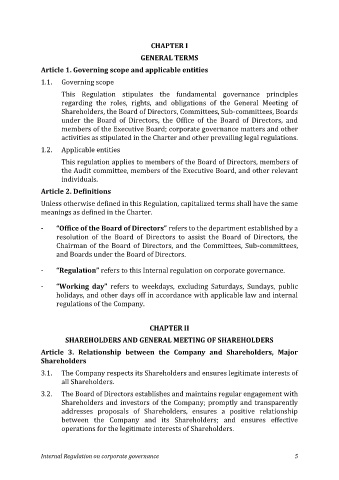 CHAPTER I
GENERAL TERMS
Article 1. Governing scope and applicable entities
1.1. Governing scope
This Regulation stipulates the fundamental governance principles
regarding the roles, rights, and obligations of the General Meeting of
Shareholders, the Board of Directors, Committees, Sub-committees, Boards
under the Board of Directors, the Office of the Board of Directors, and
members of the Executive Board; corporate governance matters and other
activities as stipulated in the Charter and other prevailing legal regulations.
1.2. Applicable entities
This regulation applies to members of the Board of Directors, members of
the Audit committee, members of the Executive Board, and other relevant
individuals.
Article 2. Definitions
Unless otherwise defined in this Regulation, capitalized terms shall have the same
meanings as defined in the Charter.
- "Office of the Board of Directors" refers to the department established by a
resolution of the Board of Directors to assist the Board of Directors, the
Chairman of the Board of Directors, and the Committees, Sub-committees,
and Boards under the Board of Directors.
- "Regulation" refers to this Internal regulation on corporate governance.
- "Working day" refers to weekdays, excluding Saturdays, Sundays, public
holidays, and other days off in accordance with applicable law and internal
regulations of the Company.
CHAPTER II
SHAREHOLDERS AND GENERAL MEETING OF SHAREHOLDERS
Article 3. Relationship between the Company and Shareholders, Major
Shareholders
3.1. The Company respects its Shareholders and ensures legitimate interests of
all Shareholders.
3.2. The Board of Directors establishes and maintains regular engagement with
Shareholders and investors of the Company; promptly and transparently
addresses proposals of Shareholders, ensures a positive relationship
between the Company and its Shareholders; and ensures effective
operations for the legitimate interests of Shareholders.
Internal Regulation on corporate governance 5